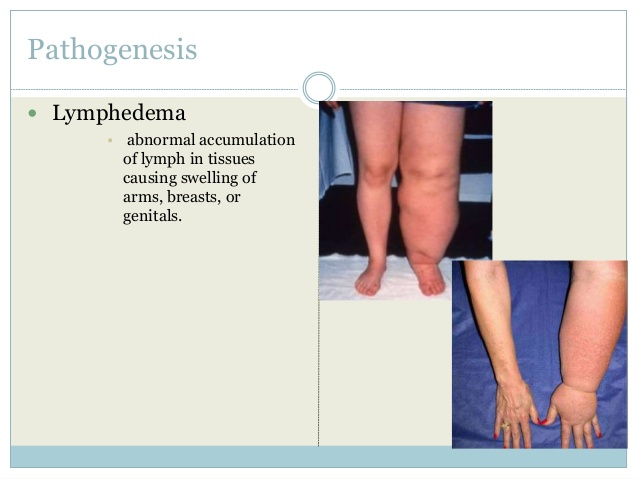 Pathogenesis
Lymphedema
abnormal accumulation
of lymph in tissues
causing swelling of
arms, breasts, or
genitals.